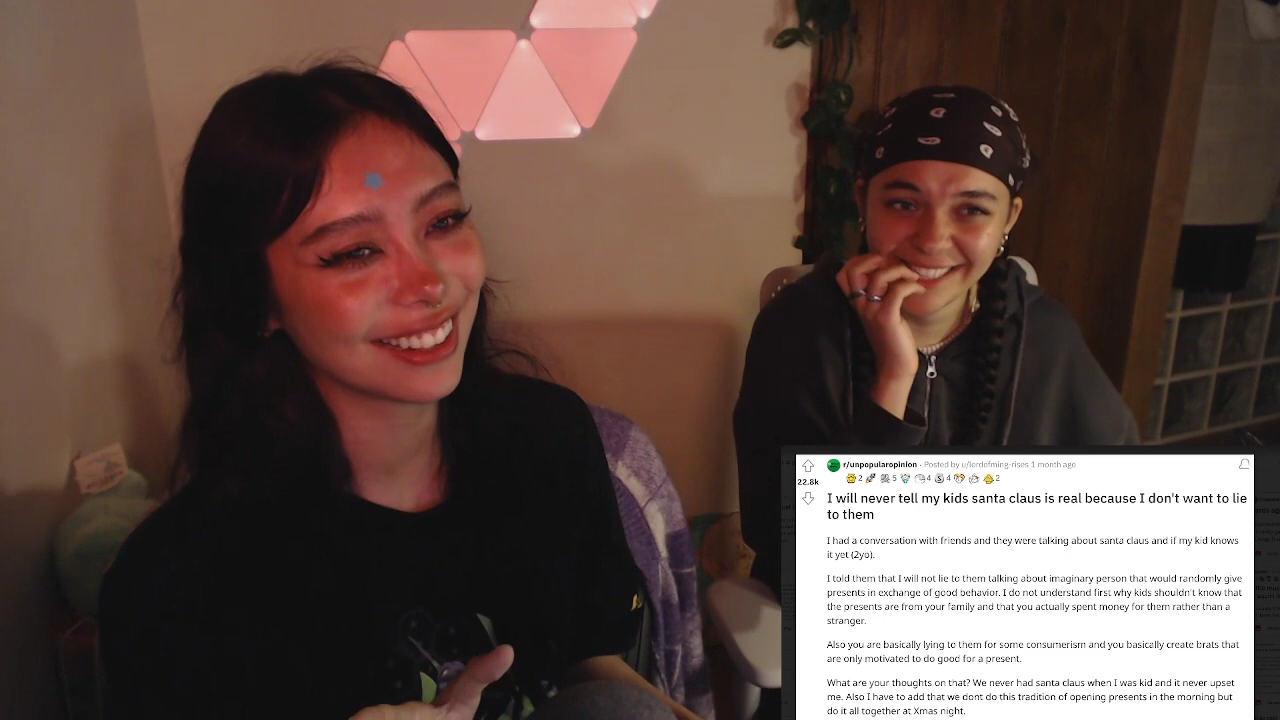 r/unpopularopinion · Posted by u/lordofming-rises 1 month ago
2 5 4 4 2
22.8k
I will never tell my kids santa claus is real because I don't want to lie
to them
I had a conversation with friends and they were talking about santa claus and if my kid knows
it yet (2yo).
I told them that I will not lie to them talking about imaginary person that would randomly give
presents in exchange of good behavior. I do not understand first why kids shouldn't know that
the presents are from your family and that you actually spent money for them rather than a
stranger.
Also you are basically lying to them for some consumerism and you basically create brats that
are only motivated to do good for a present.
What are your thoughts on that? We never had santa claus when I was kid and it never upset
me. Also I have to add that we dont do this tradition of opening presents in the morning but
do it all together at Xmas night.